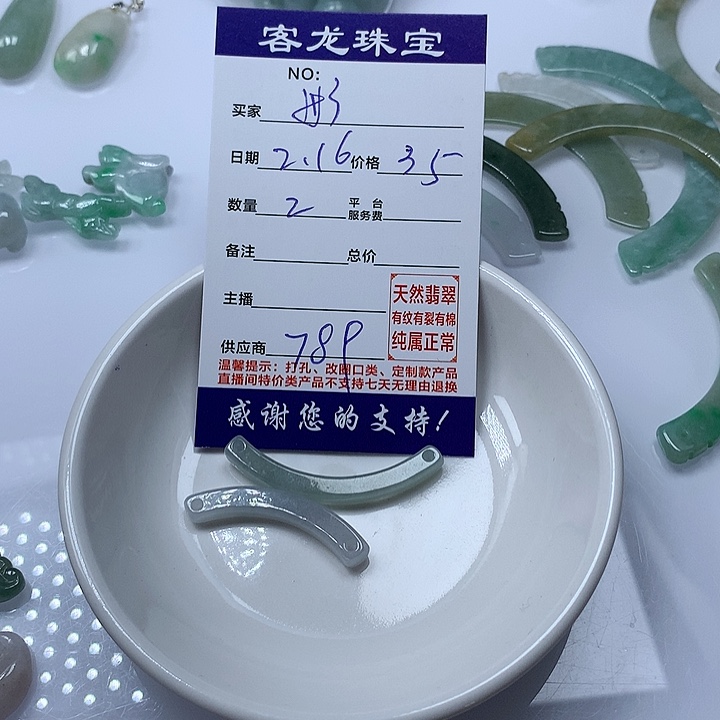 客龙珠宝
NO:
买家 彤
日期 2.16 价格 35
数量 2 平台服务费
备注 总价
主播
天然翡翠
有纹有裂有棉
纯属正常
供应商 789
温馨提示：打孔、改圈口类、定制款产品
直播间特价类产品不支持七天无理由退换
感谢您的支持！